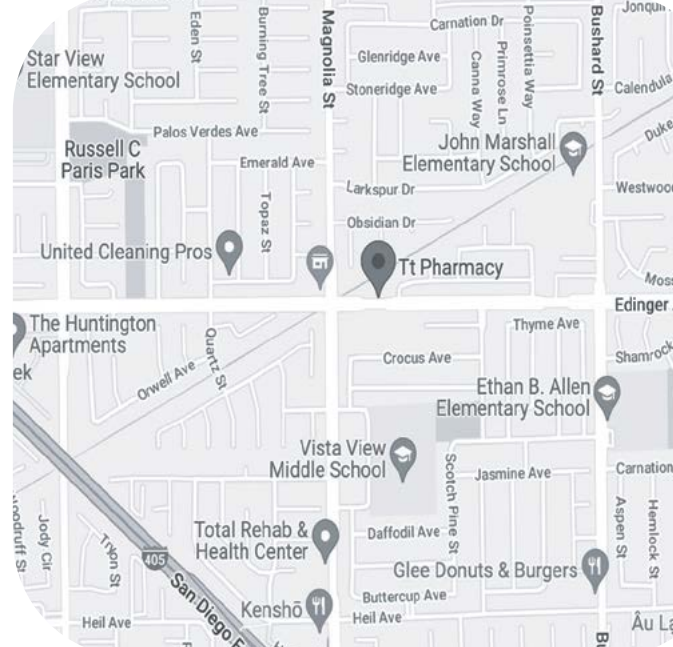 Jonqui
Carnation Dr
Eden St
Burning Tree St
Magnolia St
Poinsettia Way
Bushard St
Star View
Elementary School
Glenridge Ave
Canna Way
Primrose Ln
Stoneridge Ave
Calendula
Palos Verdes Ave
Duke
Russell C
Paris Park
Emerald Ave
John Marshall
Elementary School
Larkspur Dr
Westwoo
Topaz St
Obsidian Dr
United Cleaning Pros
Tt Pharmacy
Moss
Edinger
The Huntington
Apartments
Quartz St
Thyme Ave
ek
Orwell Ave
Crocus Ave
Shamrock
Ethan B. Allen
Elementary School
Vista View
Middle School
Scotch Pine St
Jasmine Ave
Carnation
Woodruff St
Jody Cir
Tryon St
Total Rehab &
Health Center
Daffodil Ave
Aspen St
Hemlock St
405
San Diego F
Glee Donuts & Burgers
Kenshō
Buttercup Ave
Heil Ave
Heil Ave
Âu Lạ
Bu